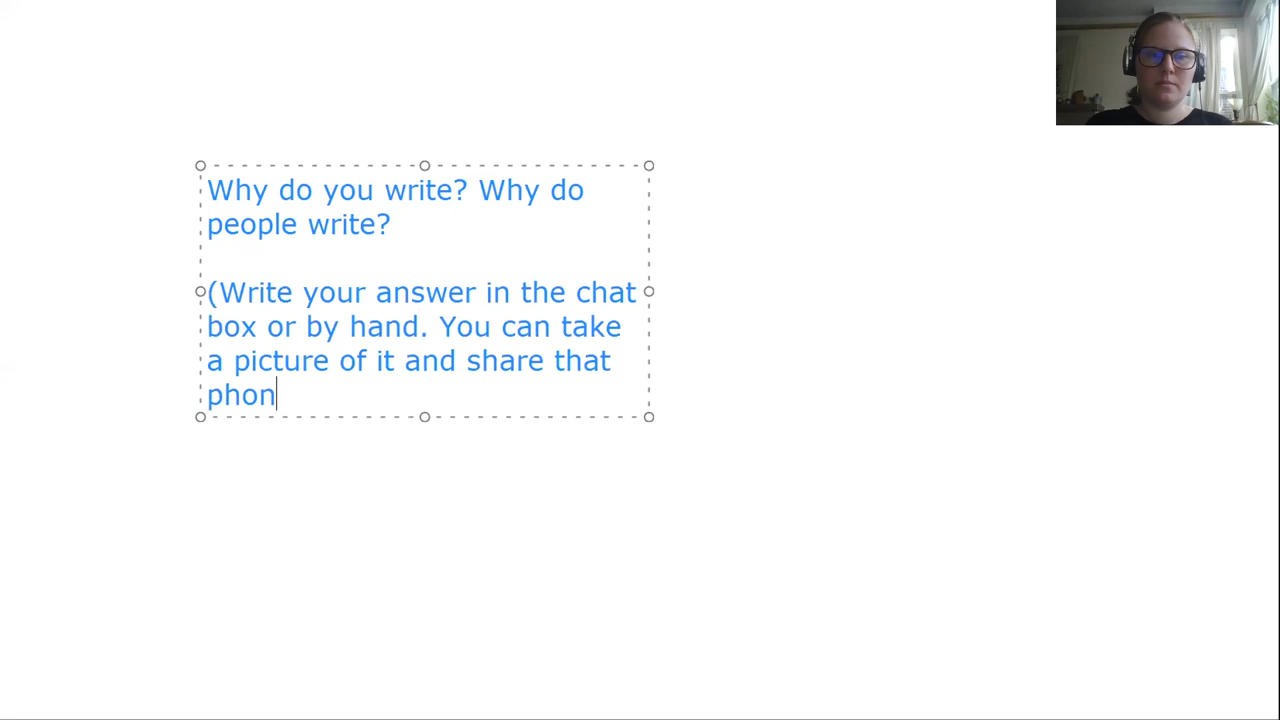 Why do you write? Why do
people write?
(Write your answer in the chat
box or by hand. You can take
a picture of it and share that
phon